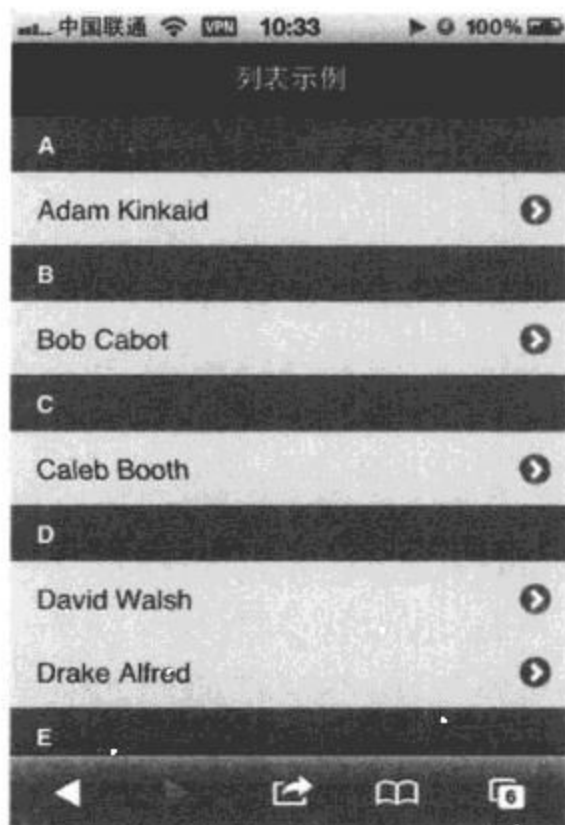 中国联通 VPN 10:33 100%
列表示例
A
Adam Kinkaid
B
Bob Cabot
C
Caleb Booth
D
David Walsh
Drake Alfred
E
6